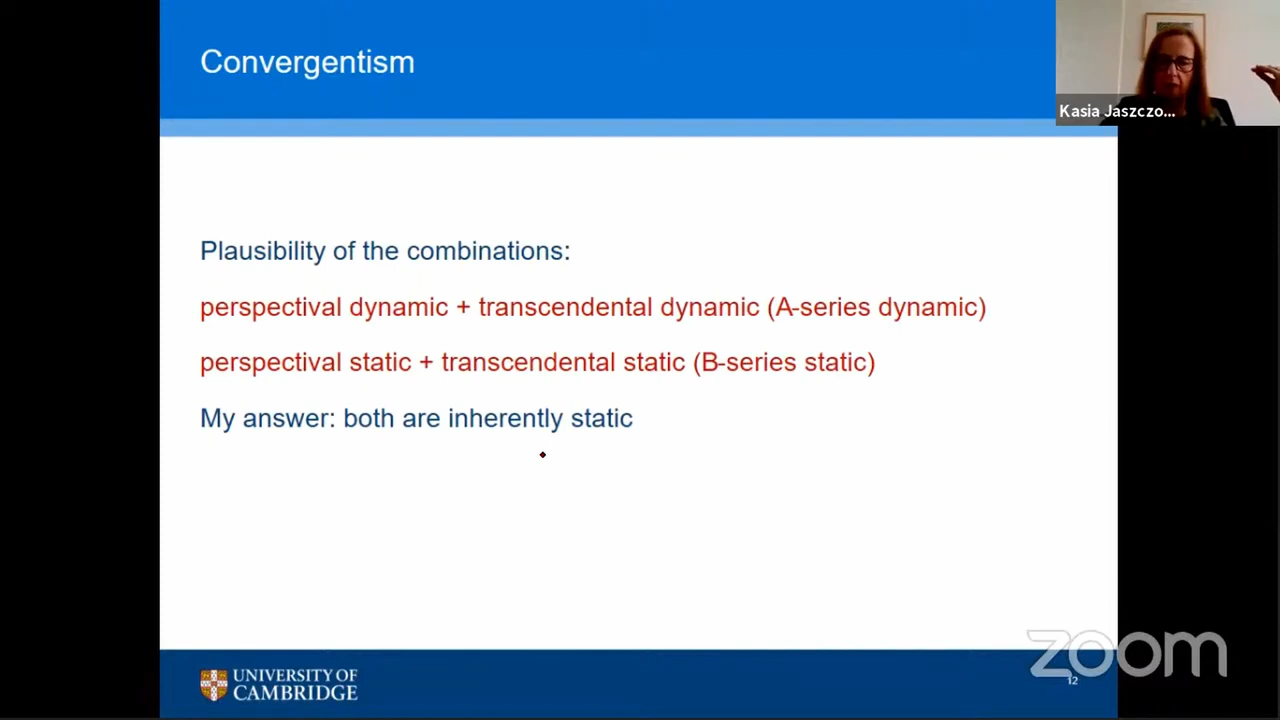 Convergentism
Kasia Jaszczo...
Plausibility of the combinations:
perspectival dynamic + transcendental dynamic (A-series dynamic)
perspectival static + transcendental static (B-series static)
My answer: both are inherently static
UNIVERSITY OF
CAMBRIDGE
zoom
12